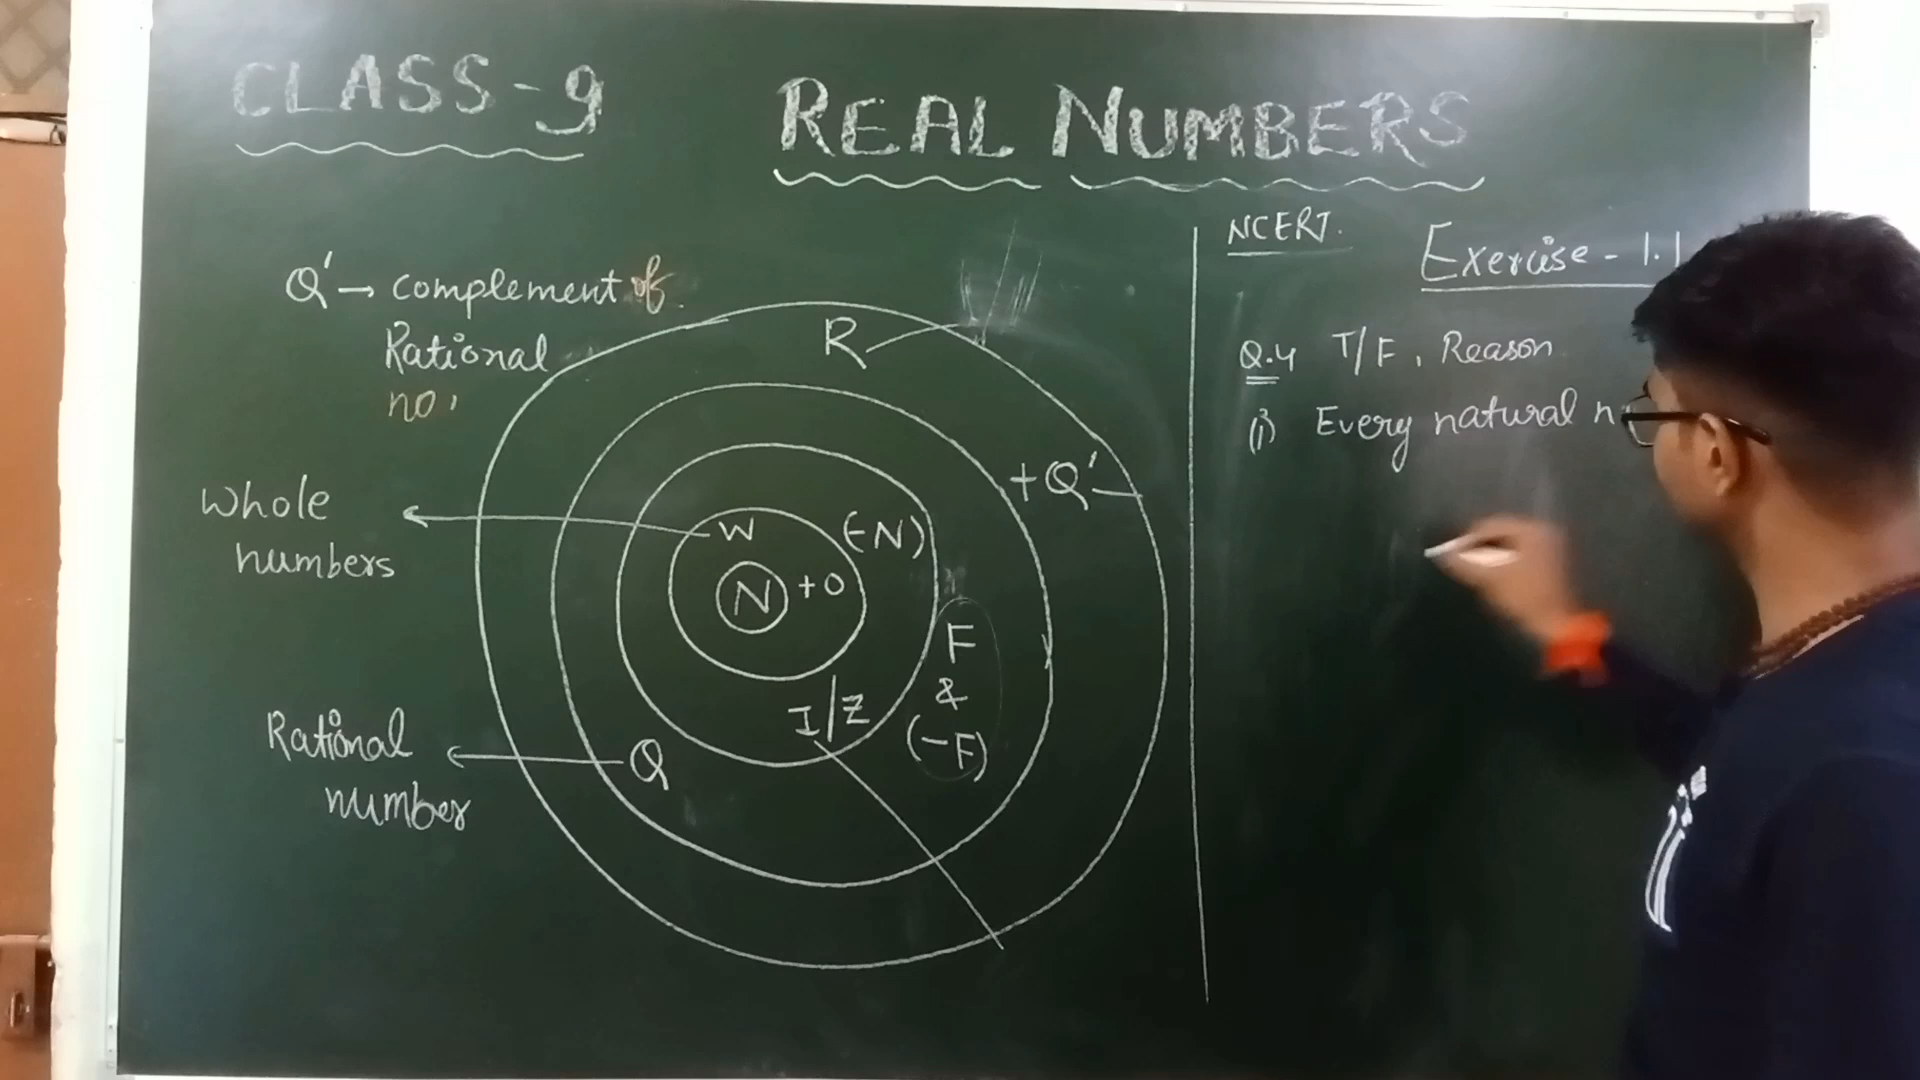 CLASS-9
REAL NUMBERS
Q' → complement of
Rational
no.
R
+Q'
Whole
numbers
W
(-N)
N
+0
F
&
(-F)
I/Z
Rational
number
Q
NCERT.
Exercise - 1.1
Q.4 T/F, Reason
(i) Every natural n